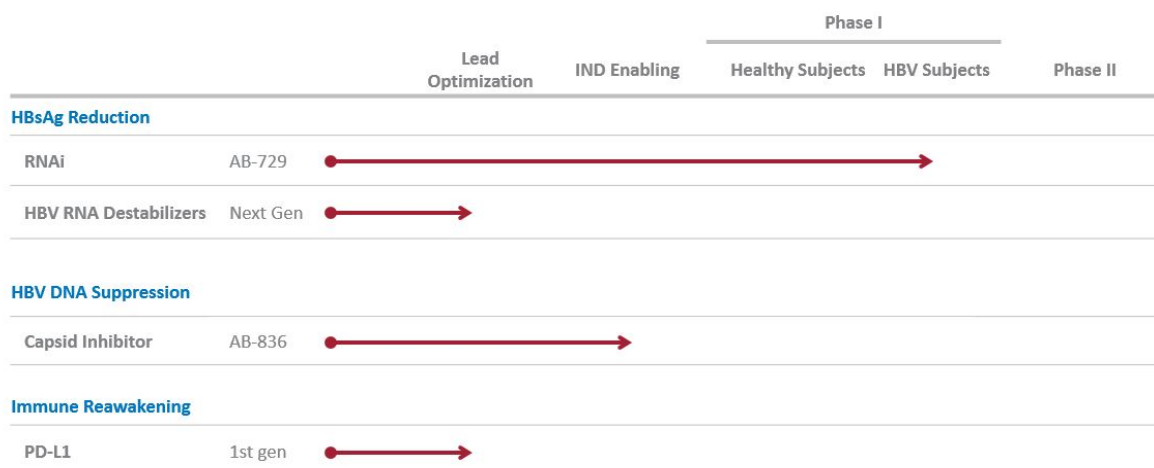 Phase I
Lead
Optimization
IND Enabling
Healthy Subjects
HBV Subjects
Phase II
HBsAg Reduction
RNAi AB-729
HBV RNA Destabilizers Next Gen
HBV DNA Suppression
Capsid Inhibitor AB-836
Immune Reawakening
PD-L1 1st gen